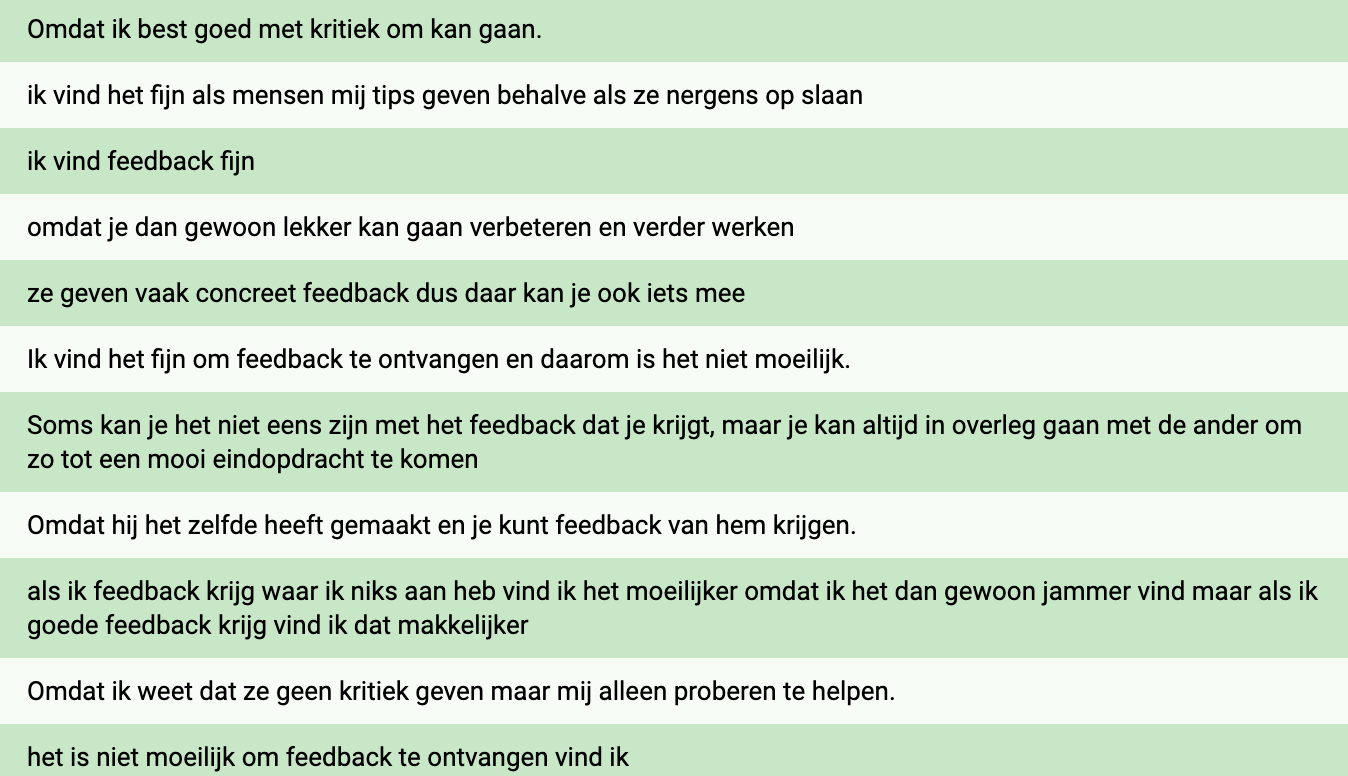 Omdat ik best goed met kritiek om kan gaan.
ik vind het fijn als mensen mij tips geven behalve als ze nergens op slaan
ik vind feedback fijn
omdat je dan gewoon lekker kan gaan verbeteren en verder werken
ze geven vaak concreet feedback dus daar kan je ook iets mee
Ik vind het fijn om feedback te ontvangen en daarom is het niet moeilijk.
Soms kan je het niet eens zijn met het feedback dat je krijgt, maar je kan altijd in overleg gaan met de ander om
zo tot een mooi eindopdracht te komen
Omdat hij het zelfde heeft gemaakt en je kunt feedback van hem krijgen.
als ik feedback krijg waar ik niks aan heb vind ik het moeilijker omdat ik het dan gewoon jammer vind maar als ik
goede feedback krijg vind ik dat makkelijker
Omdat ik weet dat ze geen kritiek geven maar mij alleen proberen te helpen.
het is niet moeilijk om feedback te ontvangen vind ik